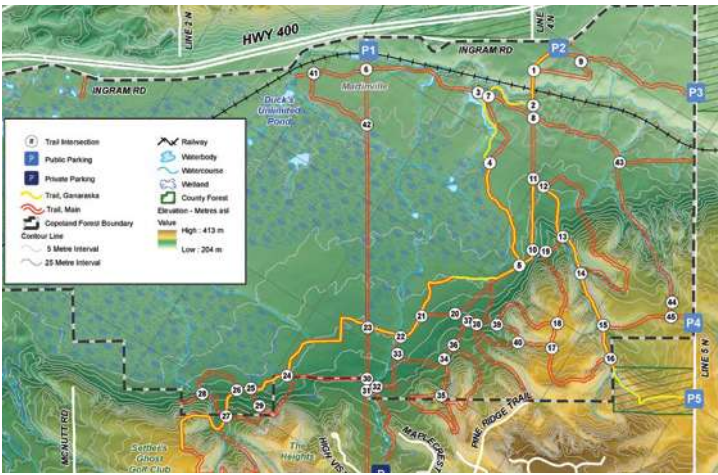 HWY 400
LINE 2 N
LINE 4 N
P1
INGRAM RD
P2
INGRAM RD
P3
Martinville
Duck's
Unlimited
Pond
41
6
1
9
3
7
2
8
42
4
43
11
12
13
10
19
5
14
44
45
P4
15
16
18
17
40
39
38
37
20
21
22
23
33
36
34
35
30
31
32
24
25
26
27
28
29
P5
# Trail Intersection
P Public Parking
P Private Parking
Trail, Ganaraska
Trail, Main
Copeland Forest Boundary
Contour Line
5 Metre Interval
25 Metre Interval
Railway
Waterbody
Watercourse
Wetland
County Forest
Elevation - Metres asl
Value
High : 413 m
Low : 204 m
LINE 5 N
MCNUTT RD
Settler's
Ghost
Golf Club
The
Heights
HIGH VIS
MAPLECREST
PINE RIDGE TRAIL
P